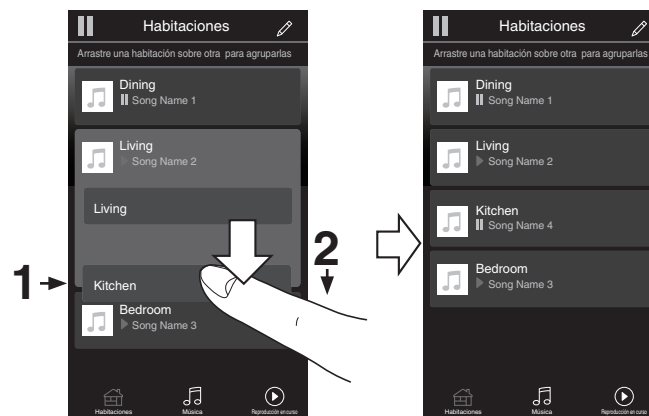 Habitaciones
Arrastre una habitación sobre otra para agruparlas
Dining
Song Name 1
Living
Song Name 2
Living
Kitchen
1
2
Bedroom
Song Name 3
Habitaciones
Música
Reproducción en curso
Habitaciones
Arrastre una habitación sobre otra para agruparlas
Dining
Song Name 1
Living
Song Name 2
Kitchen
Song Name 4
Bedroom
Song Name 3
Habitaciones
Música
Reproducción en curso